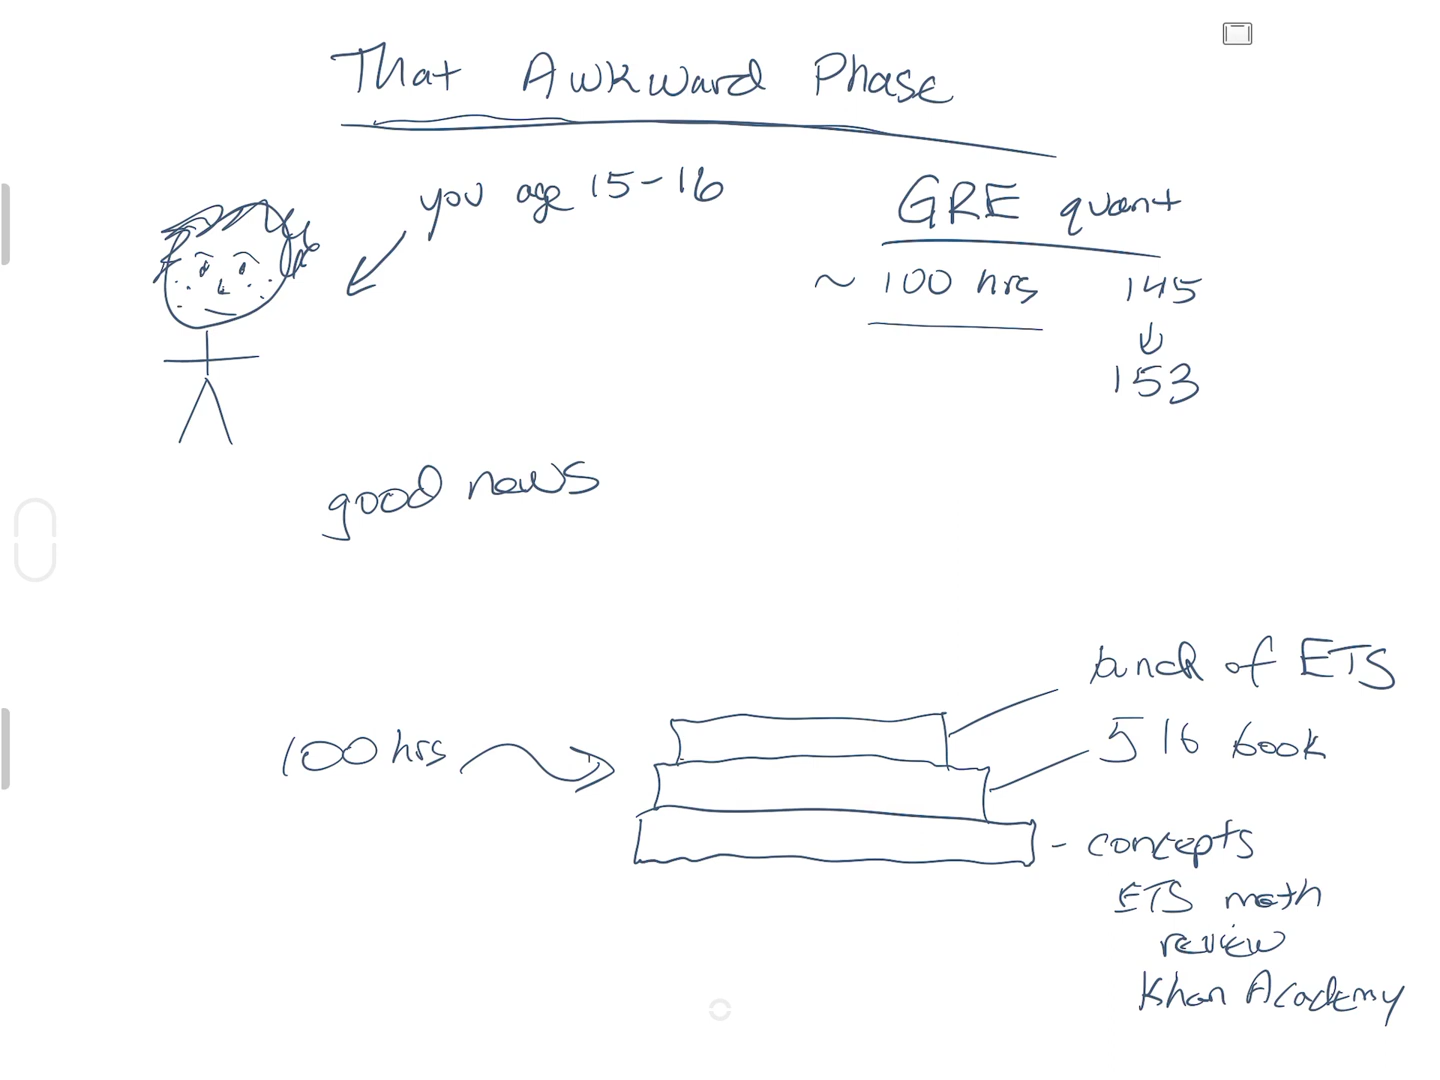 That Awkward Phase
you age 15-16
GRE quant
~ 100 hrs
145
153
good news
100 hrs
bunch of ETS
5 lb book
- concepts
ETS math
review
Khan Academy